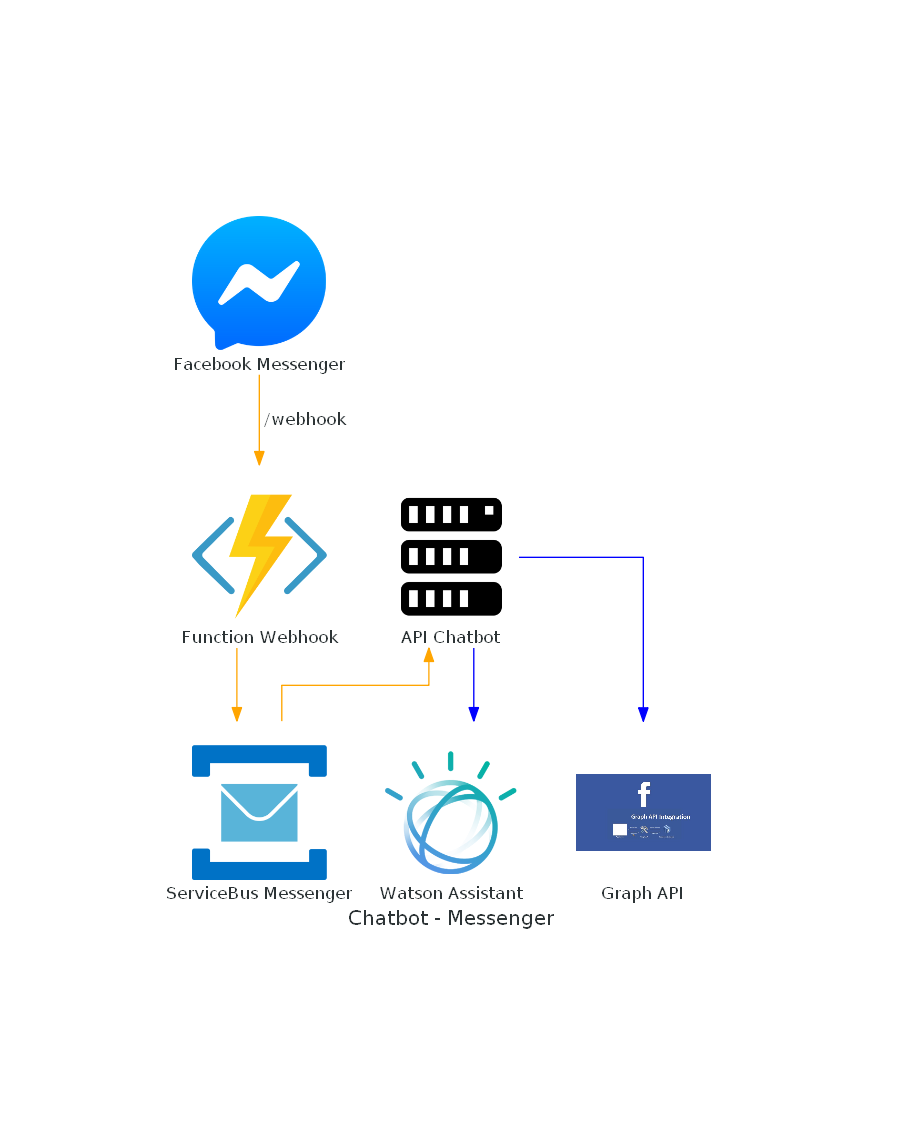 Facebook Messenger
/webhook
Function Webhook
API Chatbot
Graph API Integration
ServiceBus Messenger
Watson Assistant
Graph API
Chatbot - Messenger